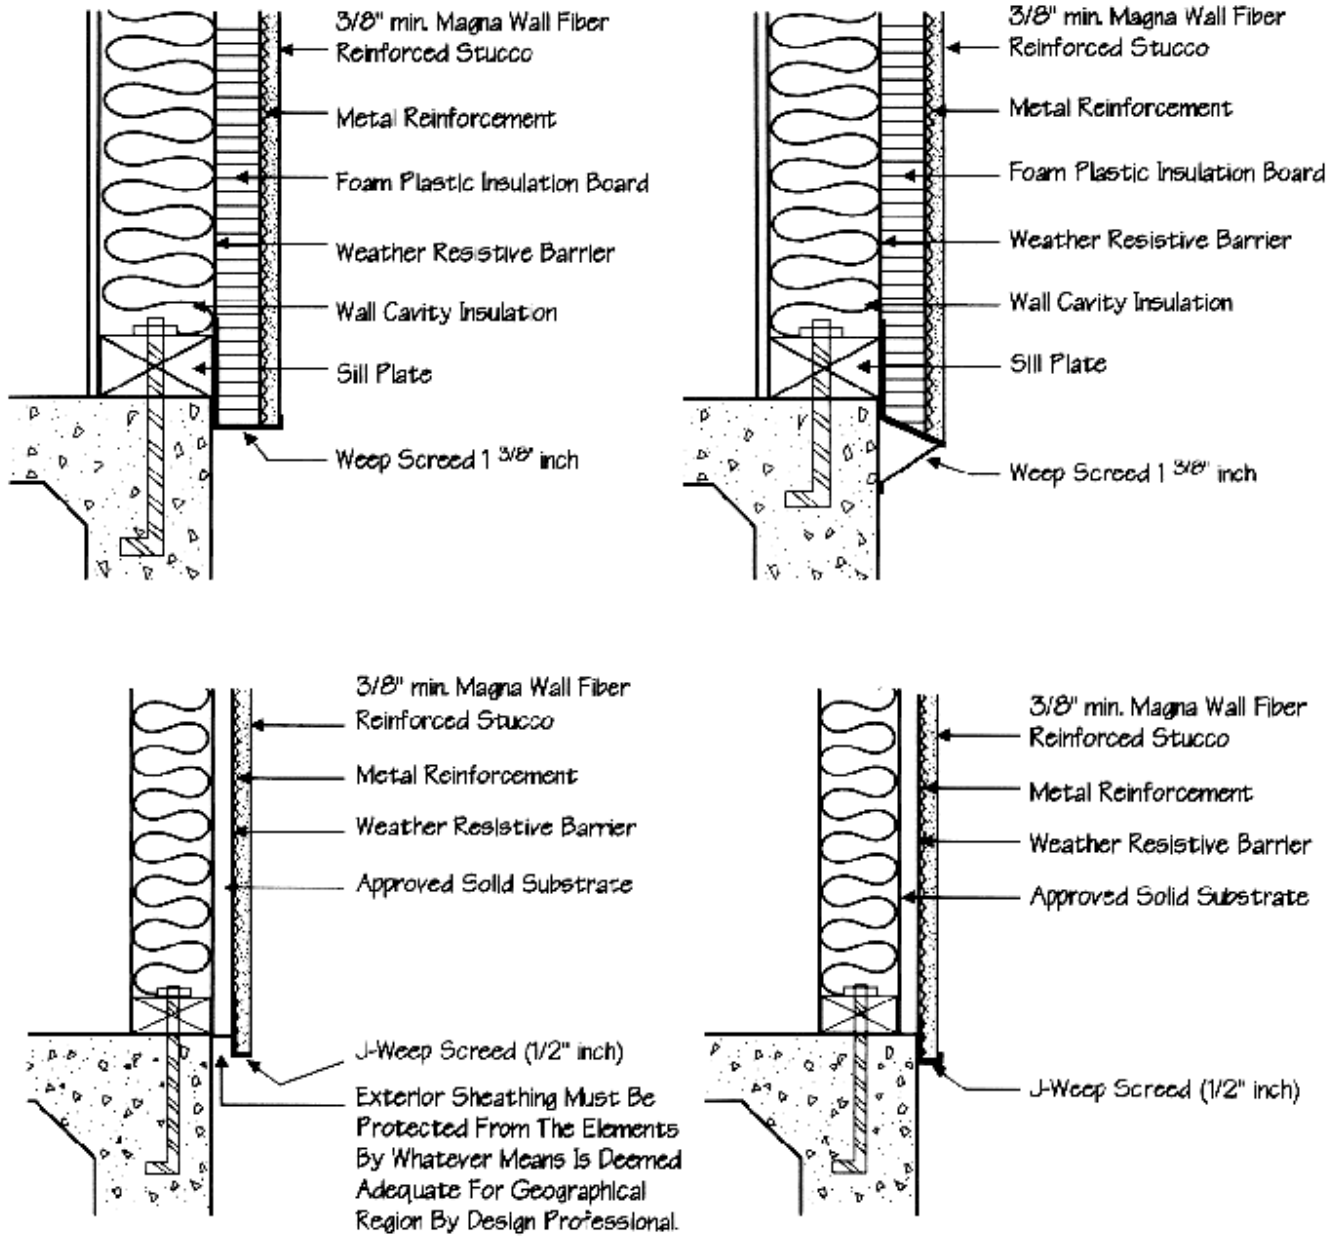 3/8" min. Magna Wall Fiber
Reinforced Stucco
Metal Reinforcement
Foam Plastic Insulation Board
Weather Resistive Barrier
Wall Cavity Insulation
Sill Plate
Weep Screed 1 3/8" inch
3/8" min. Magna Wall Fiber
Reinforced Stucco
Metal Reinforcement
Foam Plastic Insulation Board
Weather Resistive Barrier
Wall Cavity Insulation
Sill Plate
Weep Screed 1 3/8" inch
3/8" min. Magna Wall Fiber
Reinforced Stucco
Metal Reinforcement
Weather Resistive Barrier
Approved Solid Substrate
J-Weep Screed (1/2" inch)
Exterior Sheathing Must Be
Protected From The Elements
By Whatever Means Is Deemed
Adequate For Geographical
Region By Design Professional.
3/8" min. Magna Wall Fiber
Reinforced Stucco
Metal Reinforcement
Weather Resistive Barrier
Approved Solid Substrate
J-Weep Screed (1/2" inch)